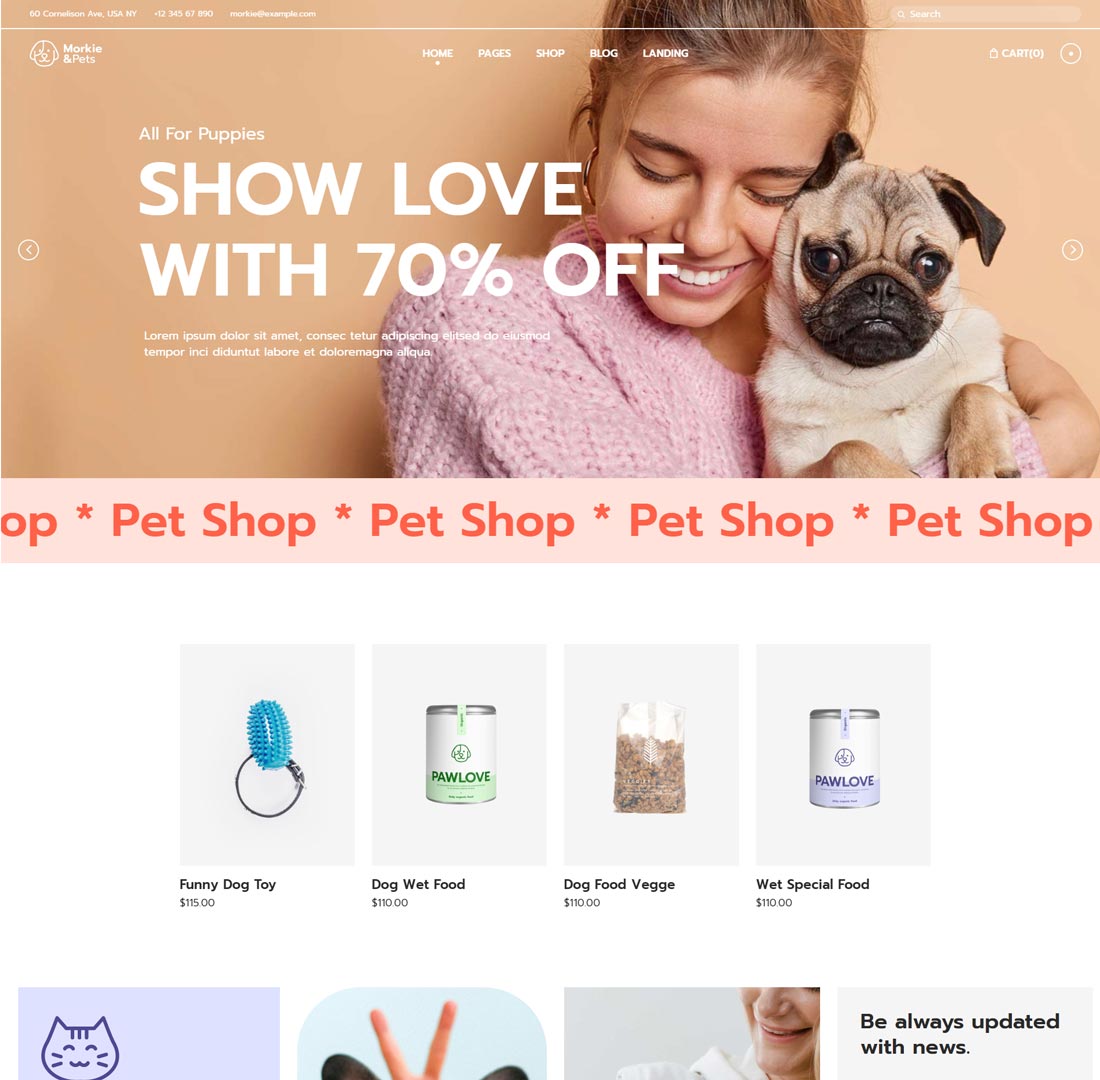 60 Cornelison Ave, USA NY +12 345 67 890 morkie@example.com Search
Morkie
&Pets
HOME PAGES SHOP BLOG LANDING CART(0)
All For Puppies
SHOW LOVE
WITH 70% OFF
Lorem ipsum dolor sit amet, consec tetur adipiscing elitsed do eiusmod
tempor inci diduntut labore et doloremagna aliqua.
op * Pet Shop * Pet Shop * Pet Shop * Pet Shop
PAWLOVE
PAWLOVE
Funny Dog Toy
$115.00
Dog Wet Food
$110.00
Dog Food Vegge
$110.00
Wet Special Food
$110.00
Be always updated
with news.